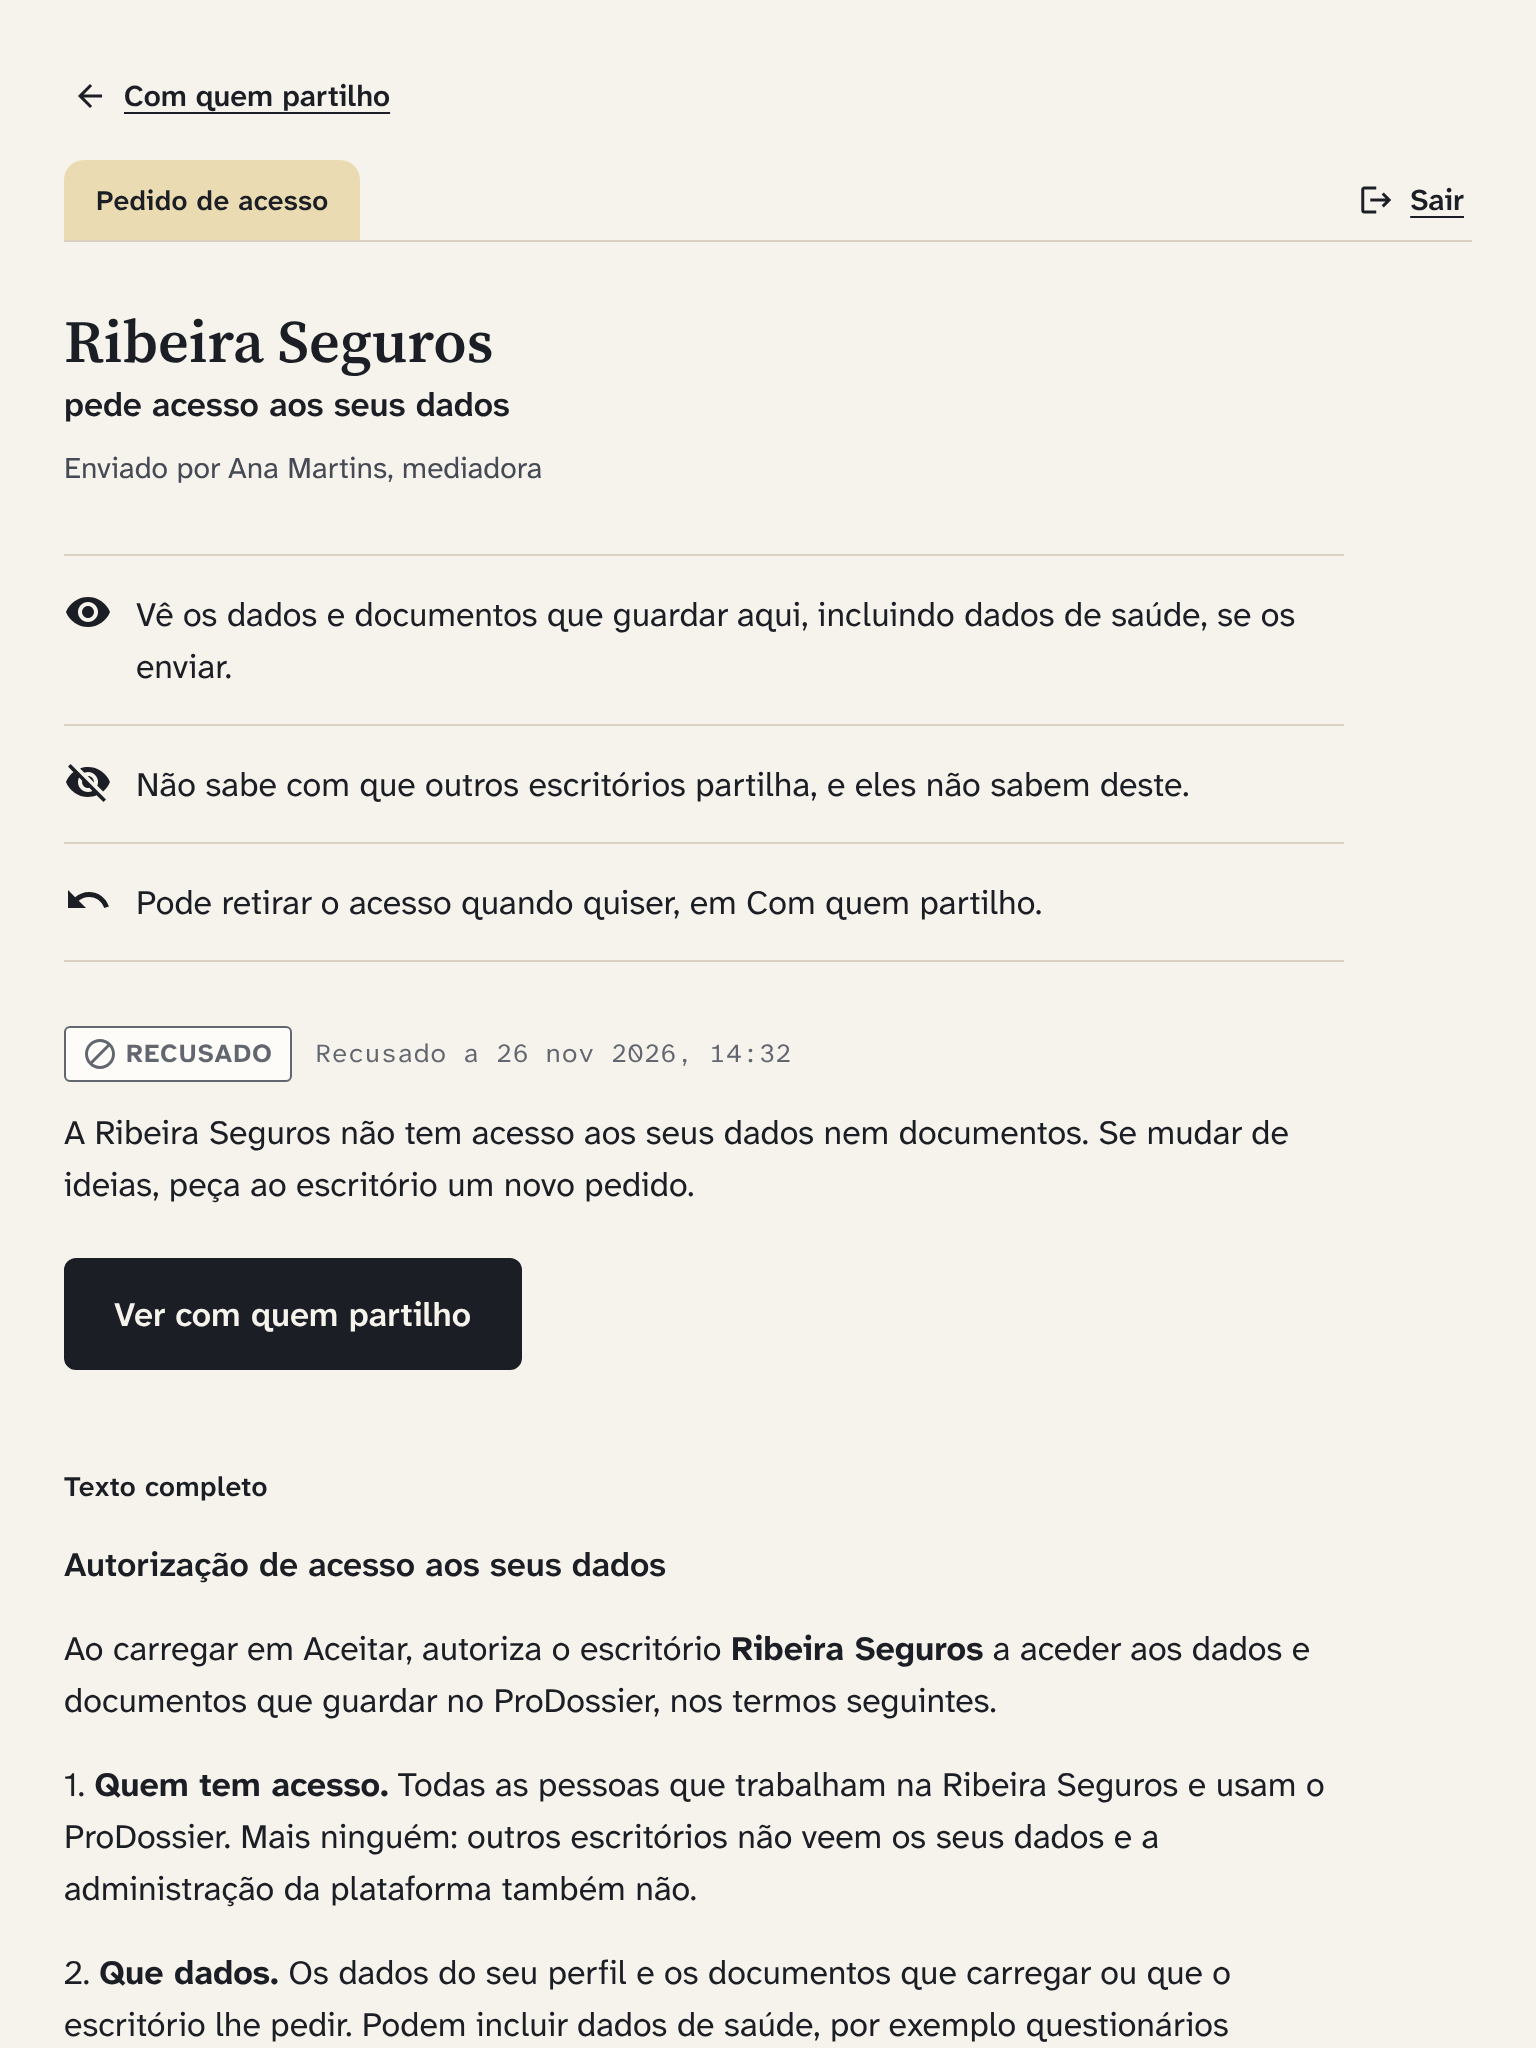 Com quem partilho
Pedido de acesso
Sair
Ribeira Seguros
pede acesso aos seus dados
Enviado por Ana Martins, mediadora
Vê os dados e documentos que guardar aqui, incluindo dados de saúde, se os
enviar.
Não sabe com que outros escritórios partilha, e eles não sabem deste.
Pode retirar o acesso quando quiser, em Com quem partilho.
RECUSADO
Recusado a 26 nov 2026, 14:32
A Ribeira Seguros não tem acesso aos seus dados nem documentos. Se mudar de
ideias, peça ao escritório um novo pedido.
Ver com quem partilho
Texto completo
Autorização de acesso aos seus dados
Ao carregar em Aceitar, autoriza o escritório Ribeira Seguros a aceder aos dados e
documentos que guardar no ProDossier, nos termos seguintes.
1. Quem tem acesso. Todas as pessoas que trabalham na Ribeira Seguros e usam o
ProDossier. Mais ninguém: outros escritórios não veem os seus dados e a
administração da plataforma também não.
2. Que dados. Os dados do seu perfil e os documentos que carregar ou que o
escritório lhe pedir. Podem incluir dados de saúde, por exemplo questionários